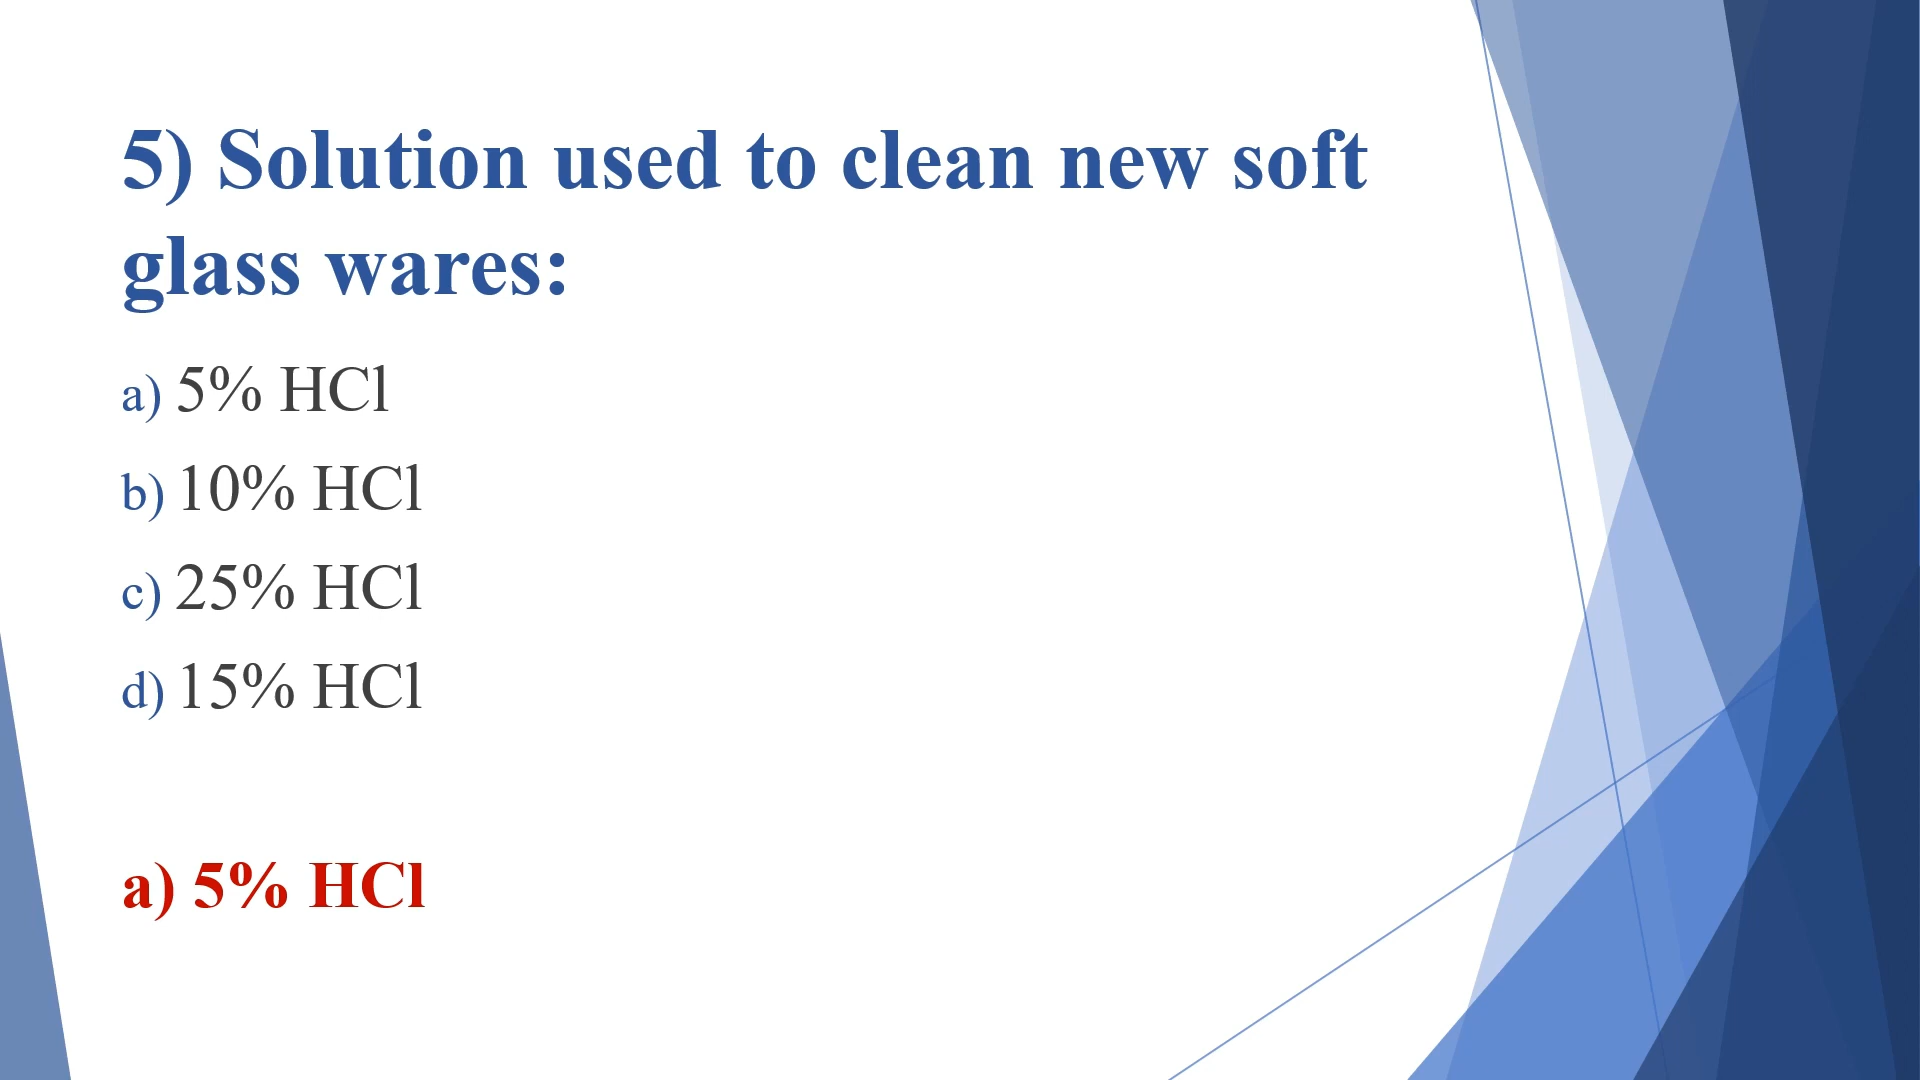 5) Solution used to clean new soft
glass wares:
a) 5% HCl
b) 10% HCl
c) 25% HCl
d) 15% HCl
a) 5% HCl